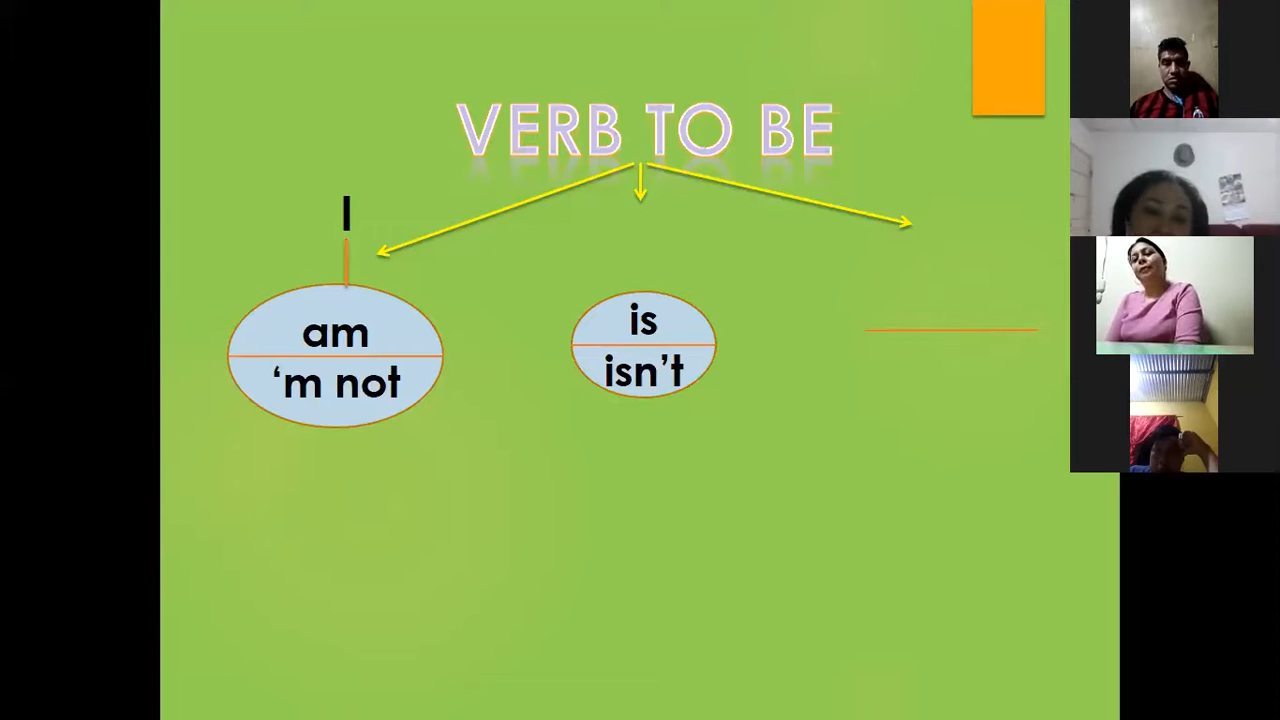 VERB TO BE
I
am
‘m not
is
isn’t